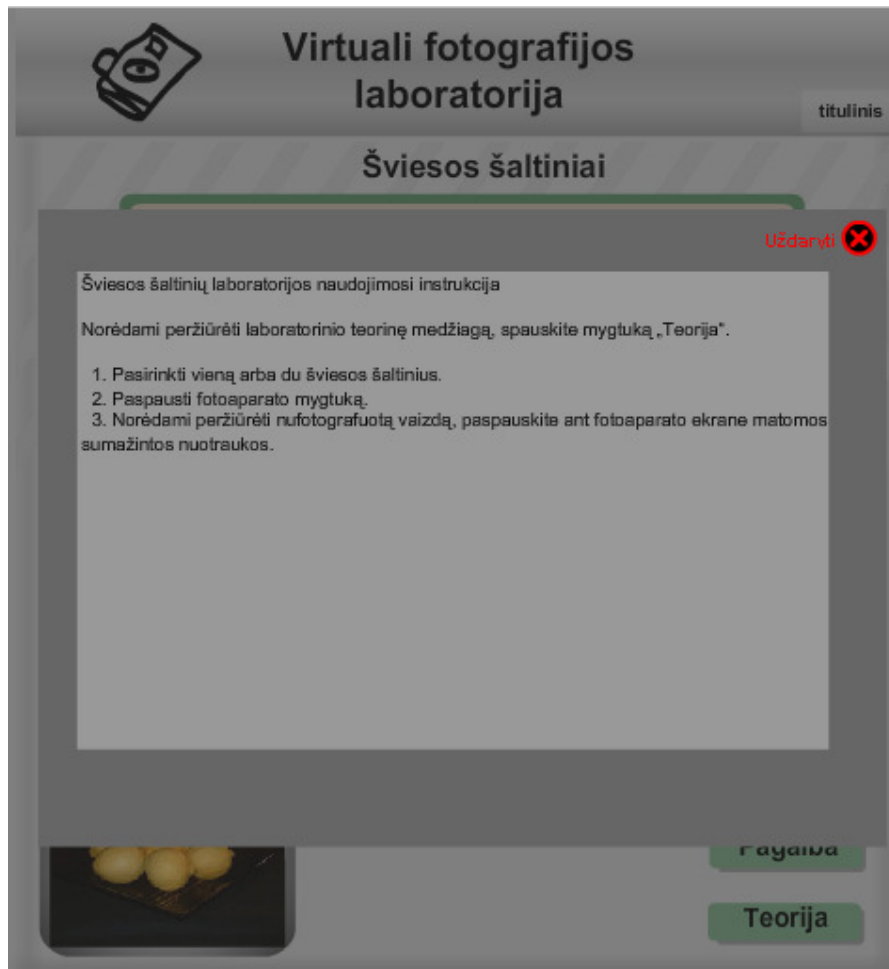 Virtuali fotografijos
laboratorija
titulinis
Šviesos šaltiniai
Uždaryti
Šviesos šaltinių laboratorijos naudojimosi instrukcija
Norėdami peržiūrėti laboratorinio teorinę medžiagą, spauskite mygtuką „Teorija".
1. Pasirinkti vieną arba du šviesos šaltinius.
2. Paspausti fotoaparato mygtuką.
3. Norėdami peržiūrėti nufotografuotą vaizdą, paspauskite ant fotoaparato ekrane matomos
sumažintos nuotraukos.
Pagalba
Teorija